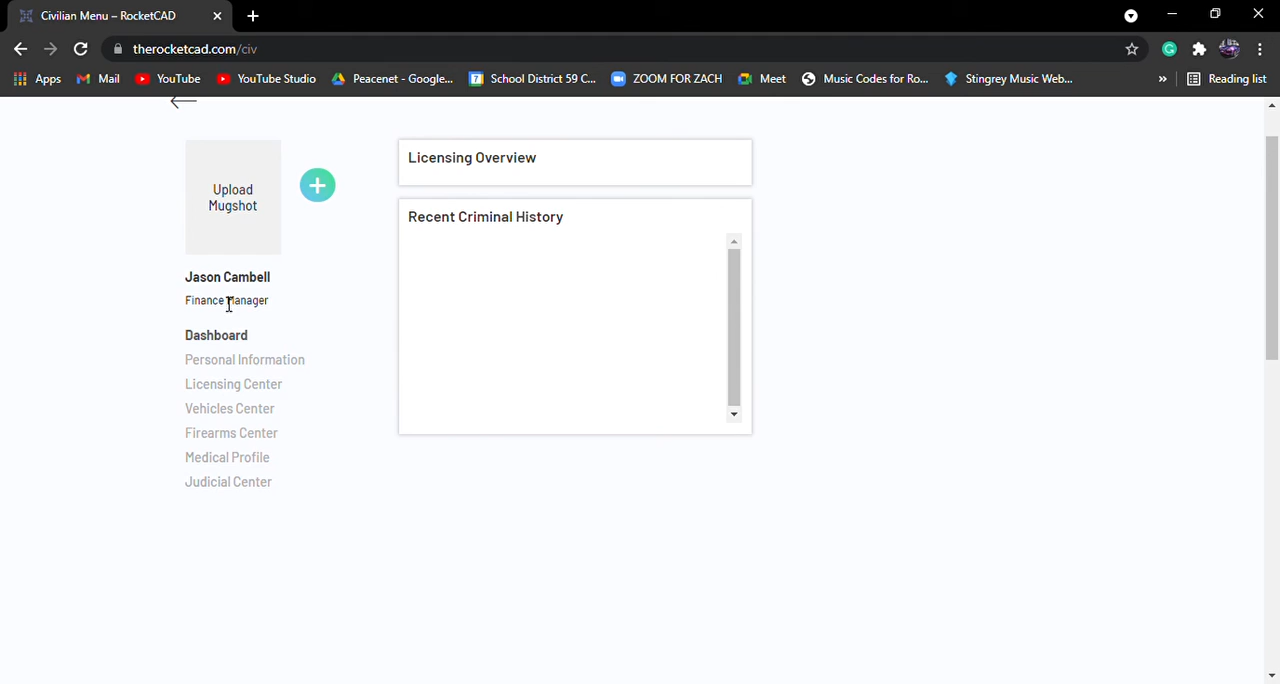 Civilian Menu – RocketCAD
therocketcad.com/civ
Apps Mail YouTube YouTube Studio Peacenet - Google... School District 59 C... ZOOM FOR ZACH Meet Music Codes for Ro... Stingrey Music Web... » Reading list
Upload
Mugshot
Jason Cambell
Finance Manager
Dashboard
Personal Information
Licensing Center
Vehicles Center
Firearms Center
Medical Profile
Judicial Center
Licensing Overview
Recent Criminal History